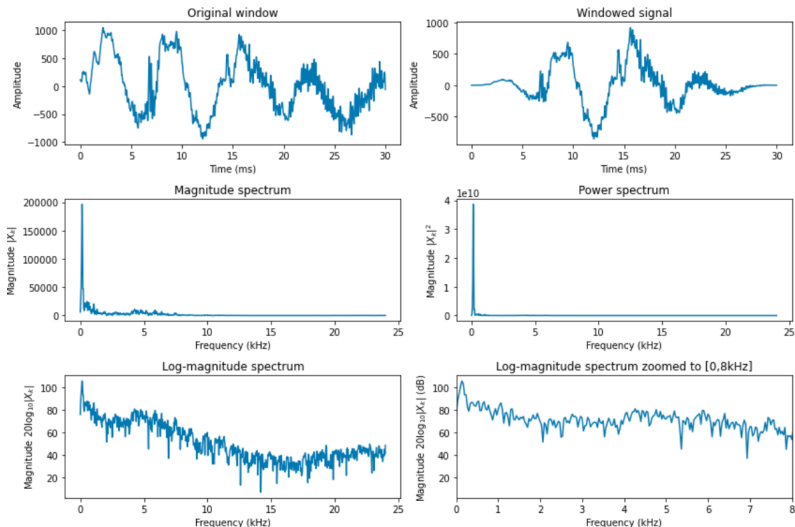 Original window
1000
500
0
−500
−1000
Amplitude
0 5 10 15 20 25 30
Time (ms)
Windowed signal
1000
500
0
−500
Amplitude
0 5 10 15 20 25 30
Time (ms)
Magnitude spectrum
200000
150000
100000
50000
0
Magnitude |Xₖ|
0 5 10 15 20 25
Frequency (kHz)
Power spectrum
1e10
4
3
2
1
0
Magnitude |Xₖ|²
0 5 10 15 20 25
Frequency (kHz)
Log-magnitude spectrum
100
80
60
40
20
Magnitude 20log₁₀|Xₖ|
0 5 10 15 20 25
Frequency (kHz)
Log-magnitude spectrum zoomed to [0,8kHz]
100
80
60
40
20
Magnitude 20log₁₀|Xₖ| (dB)
0 1 2 3 4 5 6 7 8
Frequency (kHz)